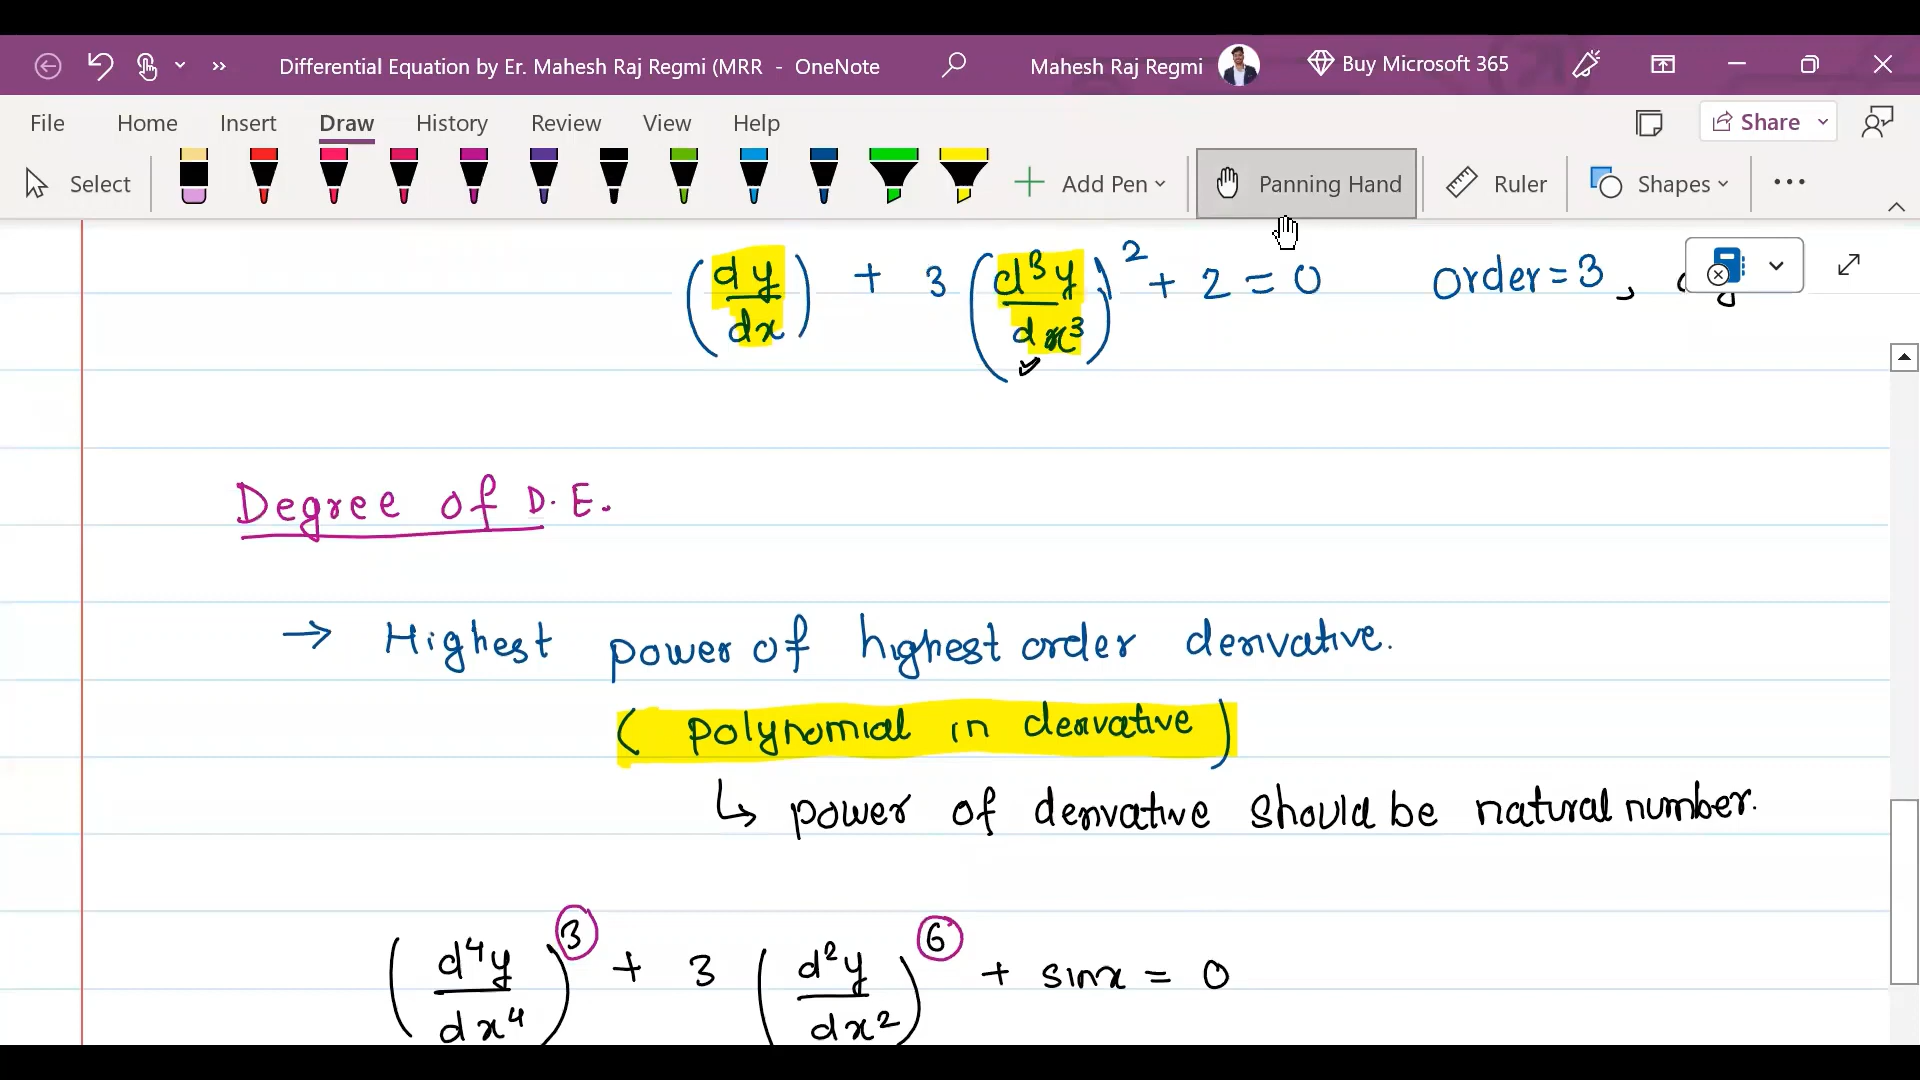 Differential Equation by Er. Mahesh Raj Regmi (MRR - OneNote
Mahesh Raj Regmi
Buy Microsoft 365
File Home Insert Draw History Review View Help
Share
Select
Add Pen
Panning Hand
Ruler
Shapes
(dy/dx) + 3 (d³y/dx³)² + 2 = 0 order = 3,
Degree of D.E.
→ Highest power of highest order derivative.
( polynomial in derivative )
↳ power of derivative should be natural number.
(d⁴y/dx⁴)³ + 3 (d²y/dx²)⁶ + sinx = 0